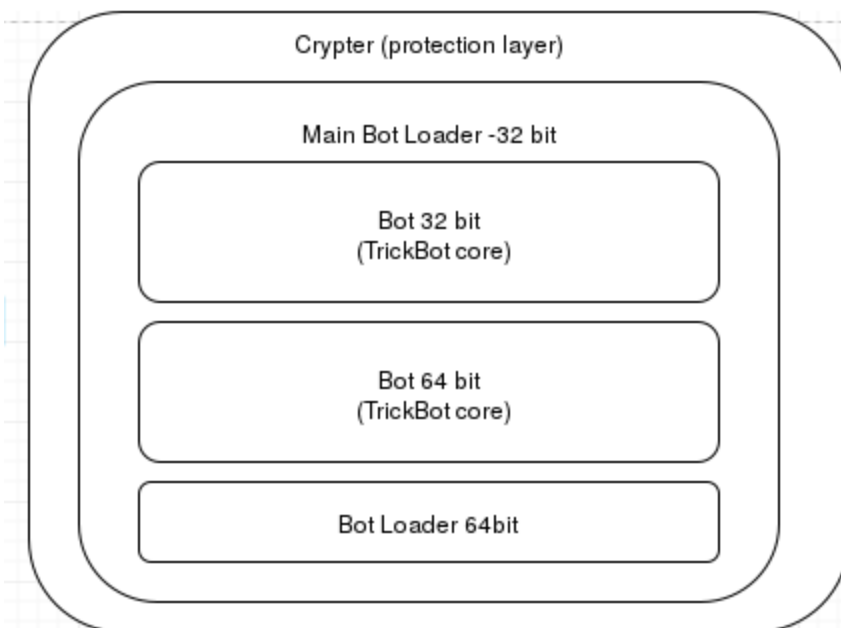 Crypter (protection layer)
Main Bot Loader -32 bit
Bot 32 bit
(TrickBot core)
Bot 64 bit
(TrickBot core)
Bot Loader 64bit